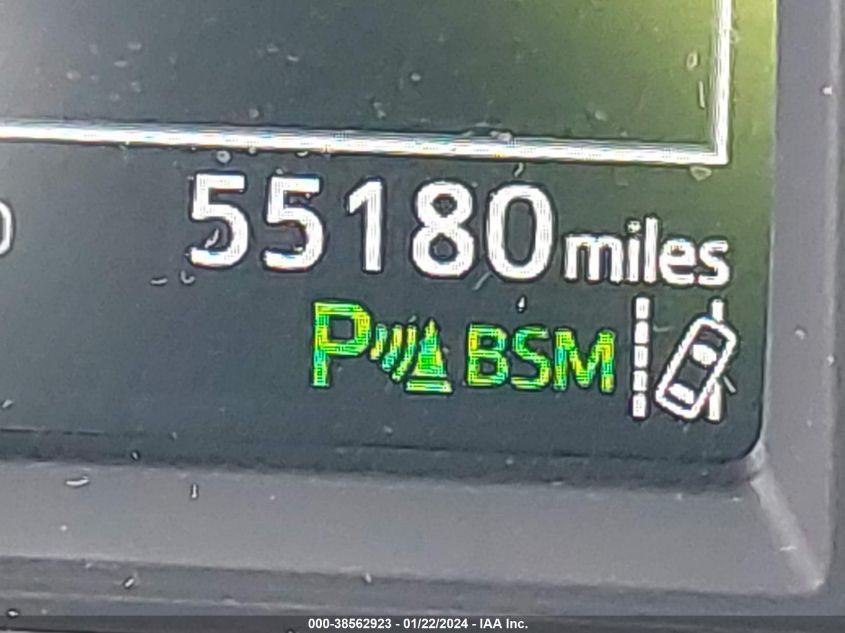 55180 miles
P BSM
000-38562923 - 01/22/2024 - IAA Inc.